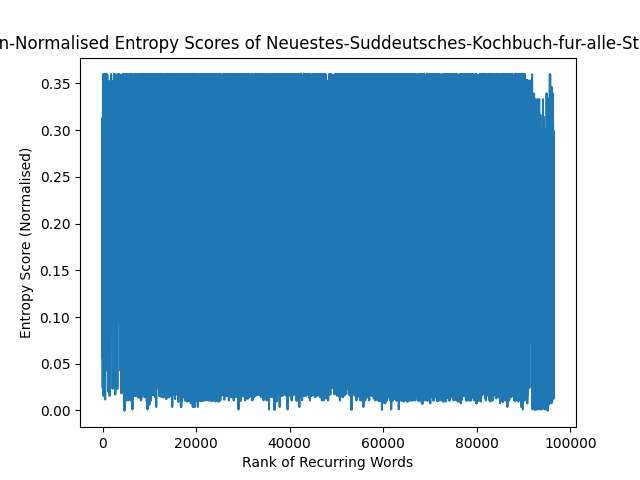 n-Normalised Entropy Scores of Neuestes-Suddeutsches-Kochbuch-fur-alle-St
0.35
0.30
0.25
0.20
0.15
0.10
0.05
0.00
Entropy Score (Normalised)
0 20000 40000 60000 80000 100000
Rank of Recurring Words